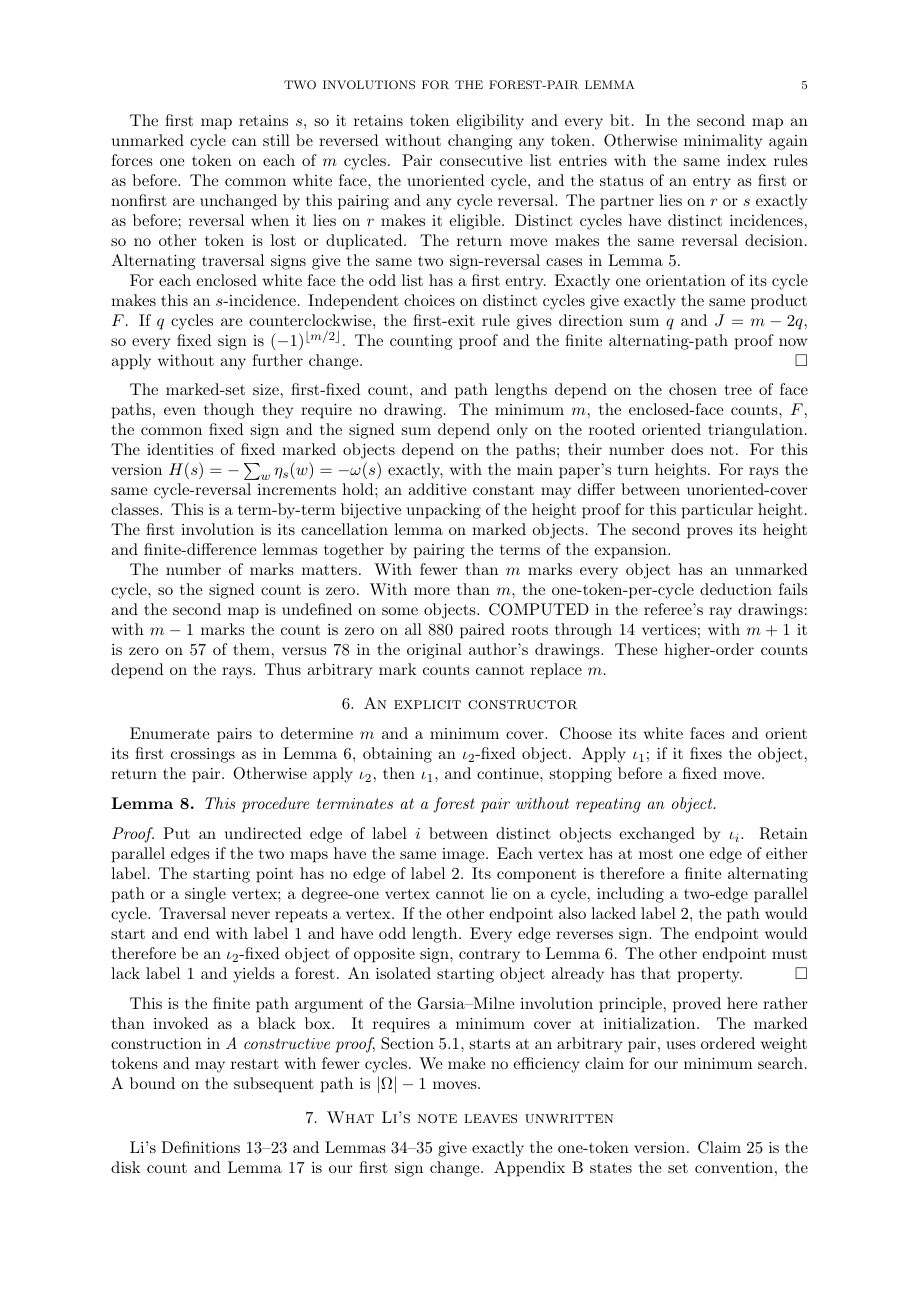 TWO INVOLUTIONS FOR THE FOREST-PAIR LEMMA 5
The first map retains s, so it retains token eligibility and every bit. In the second map an
unmarked cycle can still be reversed without changing any token. Otherwise minimality again
forces one token on each of m cycles. Pair consecutive list entries with the same index rules
as before. The common white face, the unoriented cycle, and the status of an entry as first or
nonfirst are unchanged by this pairing and any cycle reversal. The partner lies on r or s exactly
as before; reversal when it lies on r makes it eligible. Distinct cycles have distinct incidences,
so no other token is lost or duplicated. The return move makes the same reversal decision.
Alternating traversal signs give the same two sign-reversal cases in Lemma 5.
For each enclosed white face the odd list has a first entry. Exactly one orientation of its cycle
makes this an s-incidence. Independent choices on distinct cycles give exactly the same product
F. If q cycles are counterclockwise, the first-exit rule gives direction sum q and J = m − 2q,
so every fixed sign is (−1)^{⌊m/2⌋}. The counting proof and the finite alternating-path proof now
apply without any further change. □
The marked-set size, first-fixed count, and path lengths depend on the chosen tree of face
paths, even though they require no drawing. The minimum m, the enclosed-face counts, F,
the common fixed sign and the signed sum depend only on the rooted oriented triangulation.
The identities of fixed marked objects depend on the paths; their number does not. For this
version H(s) = − ∑_w η_s(w) = −ω(s) exactly, with the main paper's turn heights. For rays the
same cycle-reversal increments hold; an additive constant may differ between unoriented-cover
classes. This is a term-by-term bijective unpacking of the height proof for this particular height.
The first involution is its cancellation lemma on marked objects. The second proves its height
and finite-difference lemmas together by pairing the terms of the expansion.
The number of marks matters. With fewer than m marks every object has an unmarked
cycle, so the signed count is zero. With more than m, the one-token-per-cycle deduction fails
and the second map is undefined on some objects. COMPUTED in the referee's ray drawings:
with m − 1 marks the count is zero on all 880 paired roots through 14 vertices; with m + 1 it
is zero on 57 of them, versus 78 in the original author's drawings. These higher-order counts
depend on the rays. Thus arbitrary mark counts cannot replace m.
6. An explicit constructor
Enumerate pairs to determine m and a minimum cover. Choose its white faces and orient
its first crossings as in Lemma 6, obtaining an ι₂-fixed object. Apply ι₁; if it fixes the object,
return the pair. Otherwise apply ι₂, then ι₁, and continue, stopping before a fixed move.
Lemma 8. This procedure terminates at a forest pair without repeating an object.
Proof. Put an undirected edge of label i between distinct objects exchanged by ι_i. Retain
parallel edges if the two maps have the same image. Each vertex has at most one edge of either
label. The starting point has no edge of label 2. Its component is therefore a finite alternating
path or a single vertex; a degree-one vertex cannot lie on a cycle, including a two-edge parallel
cycle. Traversal never repeats a vertex. If the other endpoint also lacked label 2, the path would
start and end with label 1 and have odd length. Every edge reverses sign. The endpoint would
therefore be an ι₂-fixed object of opposite sign, contrary to Lemma 6. The other endpoint must
lack label 1 and yields a forest. An isolated starting object already has that property. □
This is the finite path argument of the Garsia–Milne involution principle, proved here rather
than invoked as a black box. It requires a minimum cover at initialization. The marked
construction in A constructive proof, Section 5.1, starts at an arbitrary pair, uses ordered weight
tokens and may restart with fewer cycles. We make no efficiency claim for our minimum search.
A bound on the subsequent path is |Ω| − 1 moves.
7. What Li's note leaves unwritten
Li's Definitions 13–23 and Lemmas 34–35 give exactly the one-token version. Claim 25 is the
disk count and Lemma 17 is our first sign change. Appendix B states the set convention, the